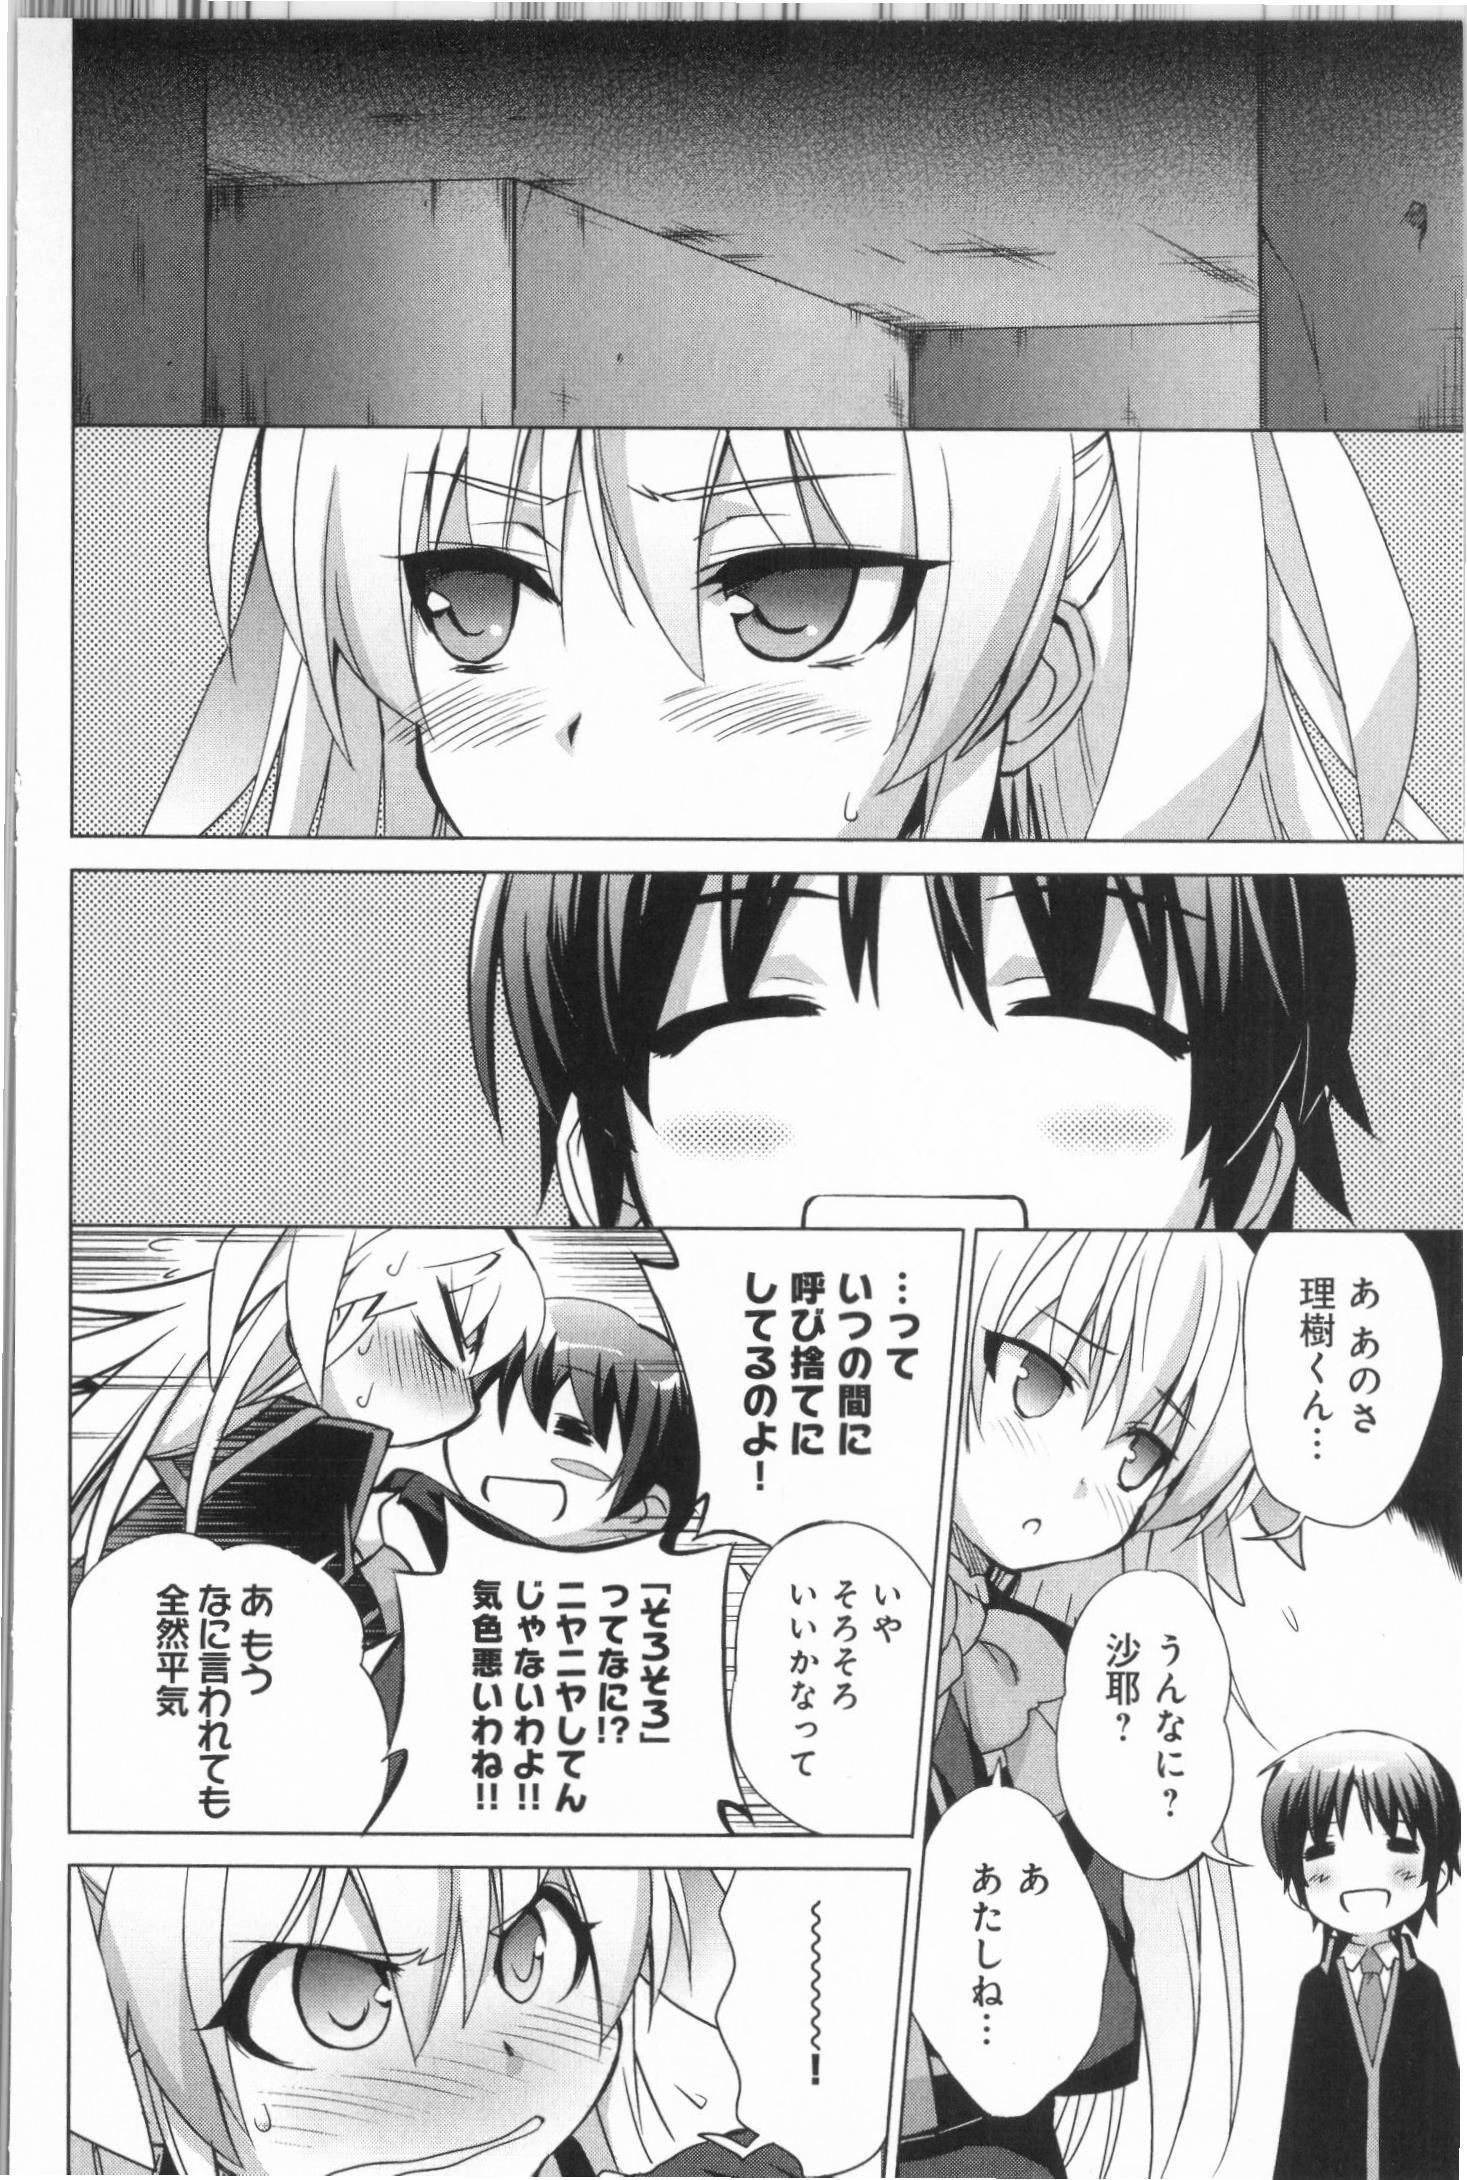 あ あのさ
理樹くん…
うんなに？
沙耶？
あ
あたしね…
…って
いつの間に
呼び捨てに
してるのよ！
いや
そろそろ
いいかなって
「そろそろ」
ってなに!?
ニヤニヤしてん
じゃないわよ!!
気色悪いわね!!
あ もう
なに言われても
全然平気
～～～～！